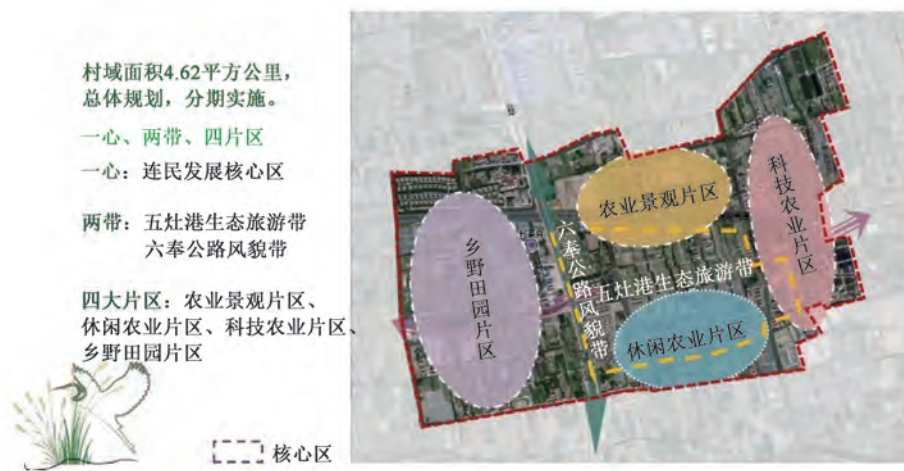 村域面积4.62平方公里，
总体规划，分期实施。
一心、两带、四片区
一心：连民发展核心区
两带：五灶港生态旅游带
六奉公路风貌带
四大片区：农业景观片区、
休闲农业片区、科技农业片区、
乡野田园片区
核心区
乡野田园片区
六奉公路风貌带
农业景观片区
五灶港生态旅游带
休闲农业片区
科技农业片区